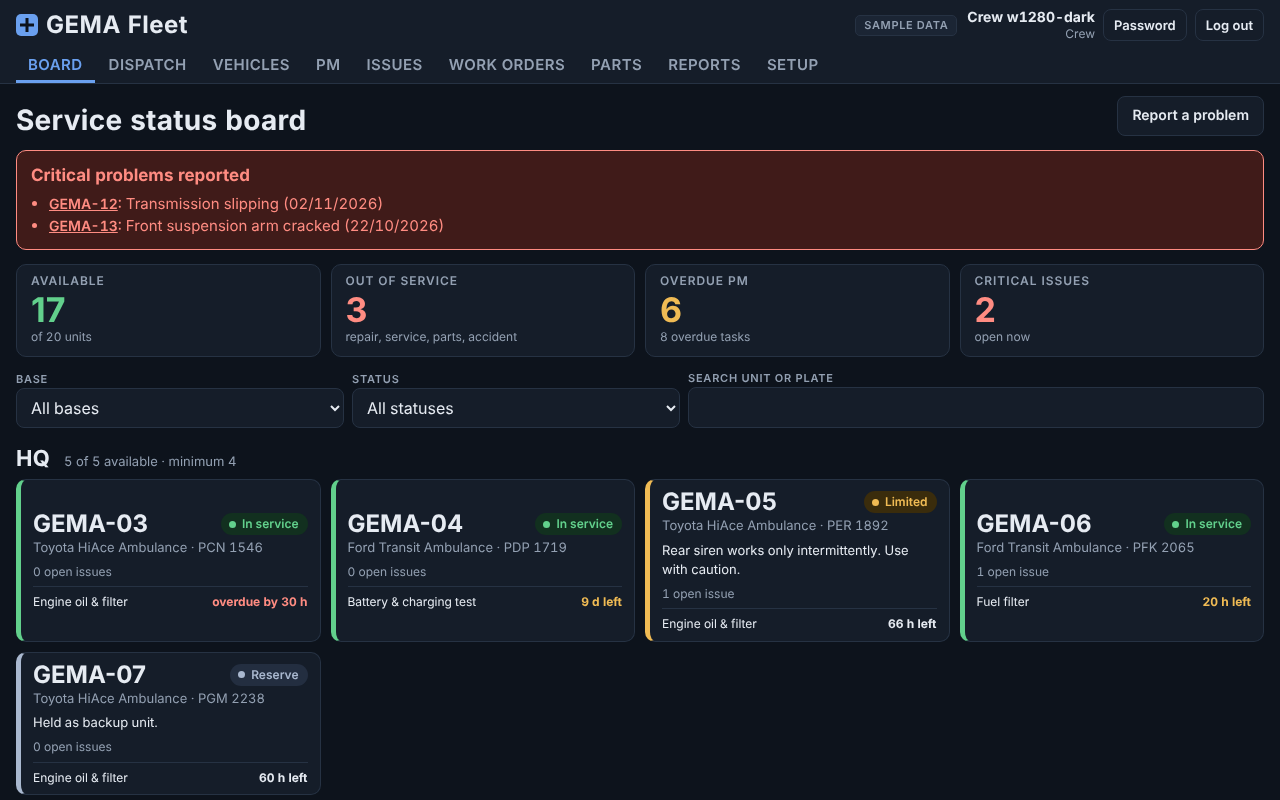 GEMA Fleet
SAMPLE DATA
Crew w1280-dark
Crew
Password
Log out
BOARD
DISPATCH
VEHICLES
PM
ISSUES
WORK ORDERS
PARTS
REPORTS
SETUP
Service status board
Report a problem
Critical problems reported
GEMA-12: Transmission slipping (02/11/2026)
GEMA-13: Front suspension arm cracked (22/10/2026)
AVAILABLE
17
of 20 units
OUT OF SERVICE
3
repair, service, parts, accident
OVERDUE PM
6
8 overdue tasks
CRITICAL ISSUES
2
open now
BASE
All bases
STATUS
All statuses
SEARCH UNIT OR PLATE
HQ 5 of 5 available · minimum 4
GEMA-03
In service
Toyota HiAce Ambulance · PCN 1546
0 open issues
Engine oil & filter overdue by 30 h
GEMA-04
In service
Ford Transit Ambulance · PDP 1719
0 open issues
Battery & charging test 9 d left
GEMA-05
Limited
Toyota HiAce Ambulance · PER 1892
Rear siren works only intermittently. Use
with caution.
1 open issue
Engine oil & filter 66 h left
GEMA-06
In service
Ford Transit Ambulance · PFK 2065
1 open issue
Fuel filter 20 h left
GEMA-07
Reserve
Toyota HiAce Ambulance · PGM 2238
Held as backup unit.
0 open issues
Engine oil & filter 60 h left